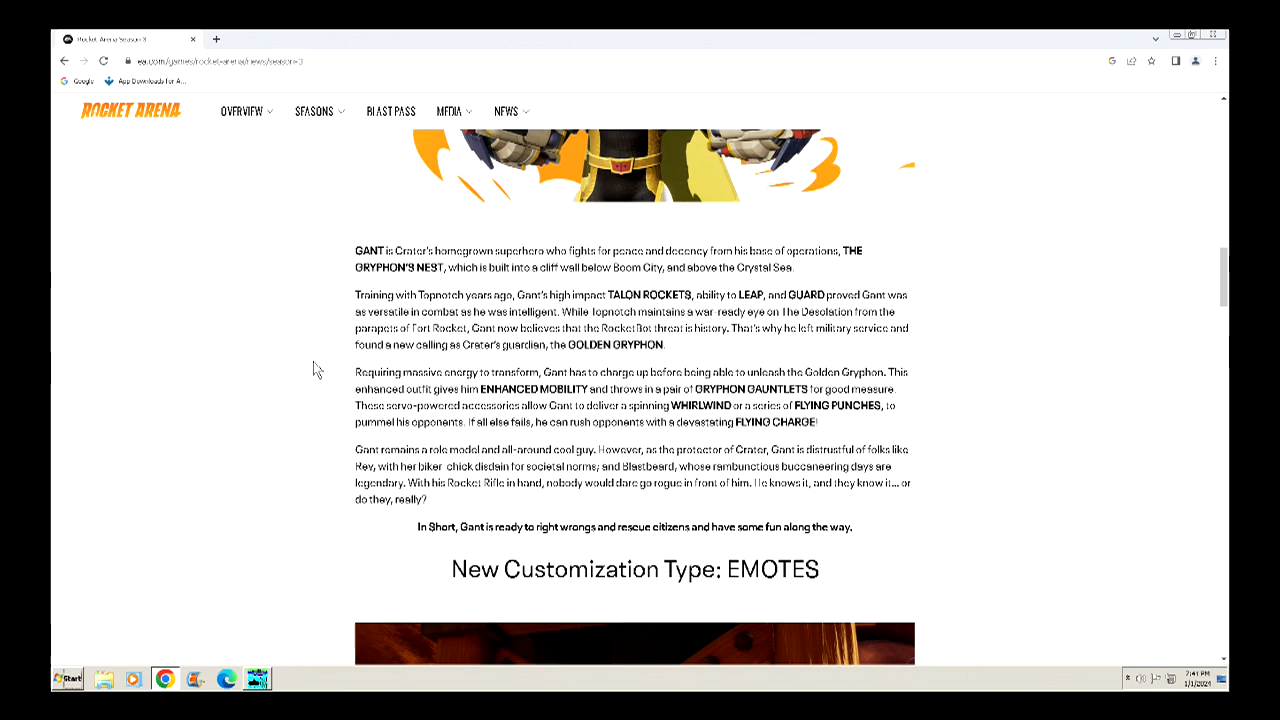 Rocket Arena Season 3
ea.com/games/rocket-arena/news/season-3
Google App Downloads for A...
ROCKET ARENA OVERVIEW SEASONS BLAST PASS MEDIA NEWS
GANT is Crater's homegrown superhero who fights for peace and decency from his base of operations, THE
GRYPHON'S NEST, which is built into a cliff wall below Boom City, and above the Crystal Sea.
Training with Topnotch years ago, Gant's high impact TALON ROCKETS, ability to LEAP, and GUARD proved Gant was
as versatile in combat as he was intelligent. While Topnotch maintains a war-ready eye on The Desolation from the
parapets of Fort Rocket, Gant now believes that the RocketBot threat is history. That's why he left military service and
found a new calling as Crater's guardian, the GOLDEN GRYPHON.
Requiring massive energy to transform, Gant has to charge up before being able to unleash the Golden Gryphon. This
enhanced outfit gives him ENHANCED MOBILITY and throws in a pair of GRYPHON GAUNTLETS for good measure.
These servo-powered accessories allow Gant to deliver a spinning WHIRLWIND or a series of FLYING PUNCHES, to
pummel his opponents. If all else fails, he can rush opponents with a devastating FLYING CHARGE!
Gant remains a role model and all-around cool guy. However, as the protector of Crater, Gant is distrustful of folks like
Rev, with her biker-chick disdain for societal norms; and Blastbeard, whose rambunctious buccaneering days are
legendary. With his Rocket Rifle in hand, nobody would dare go rogue in front of him. He knows it, and they know it... or
do they, really?
In Short, Gant is ready to right wrongs and rescue citizens and have some fun along the way.
New Customization Type: EMOTES
Start
7:41 PM
1/1/2024